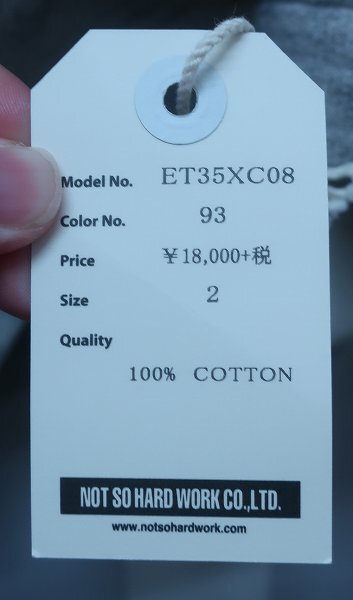 Model No. ET35XC08
Color No. 93
Price ¥18,000+税
Size 2
Quality
100% COTTON
NOT SO HARD WORK CO.,LTD.
www.notsohardwork.com